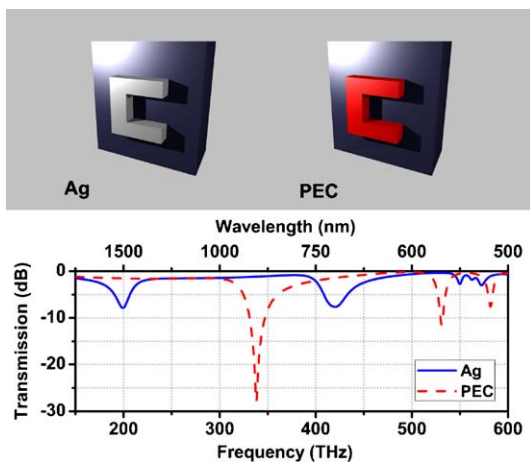 Ag PEC
Wavelength (nm)
1500 1000 750 600 500
Transmission (dB)
0
-10
-20
-30
Ag
PEC
200 300 400 500 600
Frequency (THz)